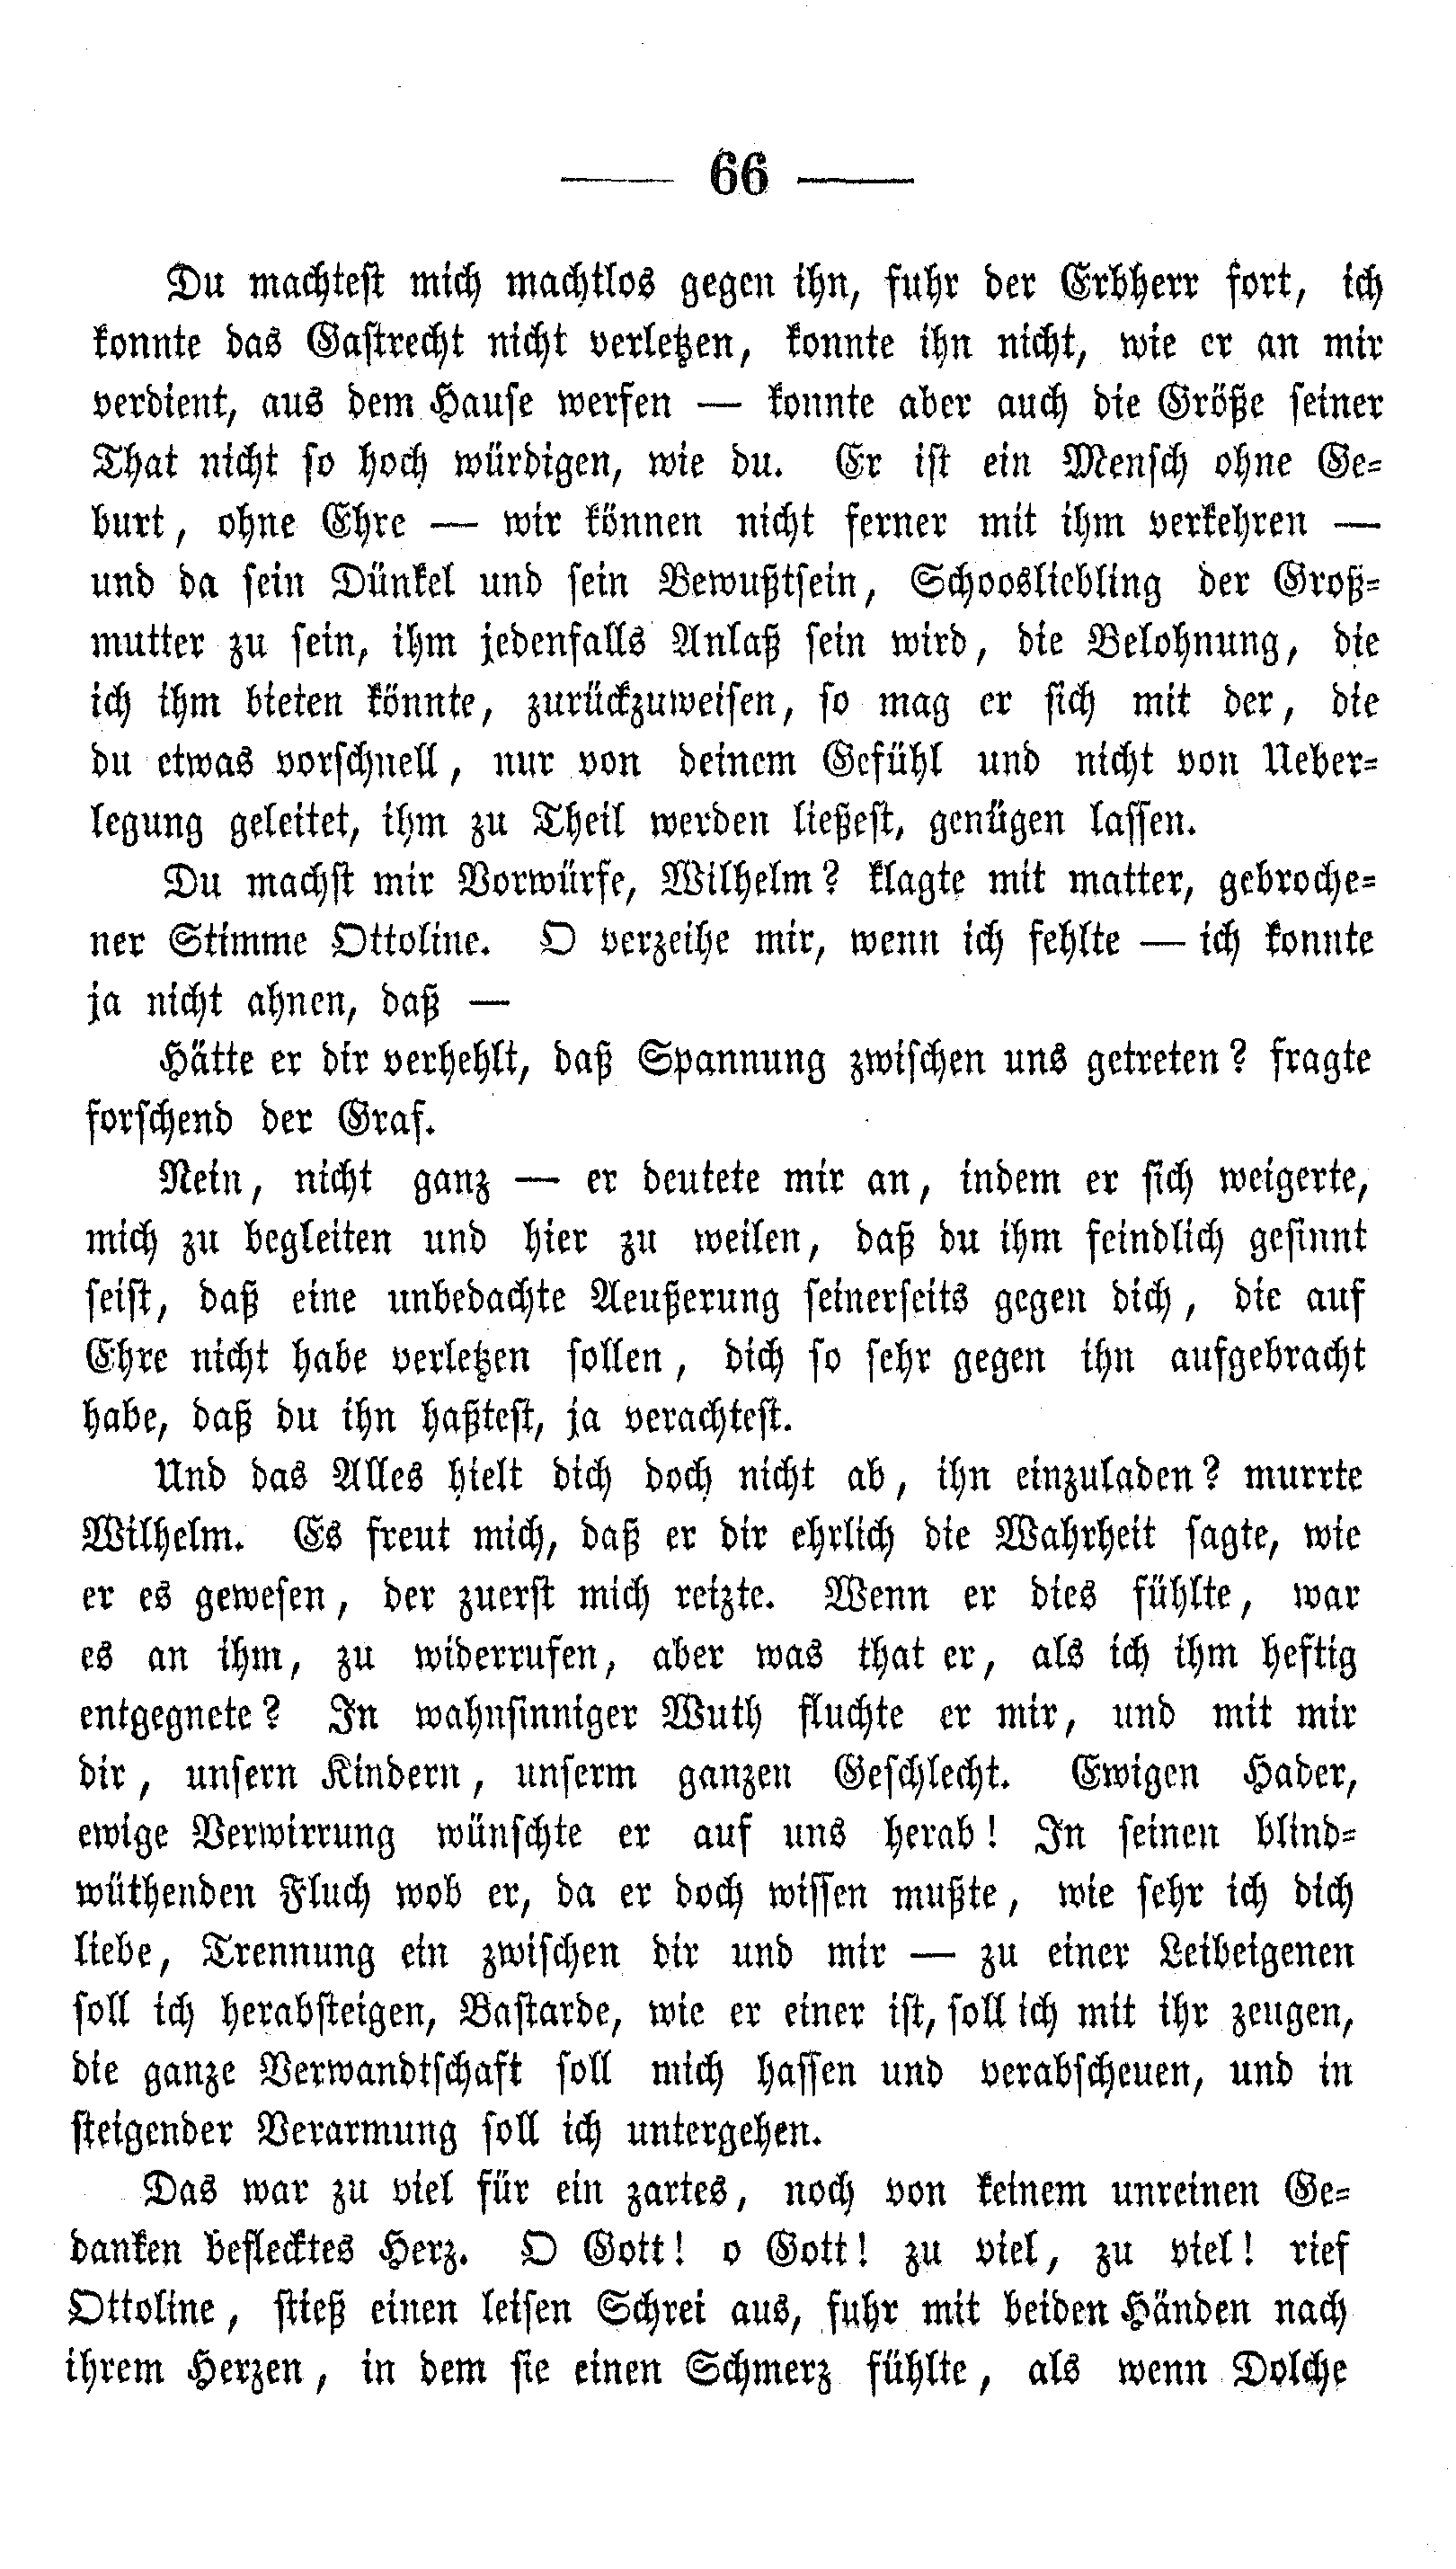 — 66 —
Du machtest mich machtlos gegen ihn, fuhr der Erbherr fort, ich
konnte das Gastrecht nicht verletzen, konnte ihn nicht, wie er an mir
verdient, aus dem Hause werfen — konnte aber auch die Größe seiner
That nicht so hoch würdigen, wie du. Er ist ein Mensch ohne Ge-
burt, ohne Ehre — wir können nicht ferner mit ihm verkehren —
und da sein Dünkel und sein Bewußtsein, Schoosliebling der Groß-
mutter zu sein, ihm jedenfalls Anlaß sein wird, die Belohnung, die
ich ihm bieten könnte, zurückzuweisen, so mag er sich mit der, die
du etwas vorschnell, nur von deinem Gefühl und nicht von Ueber-
legung geleitet, ihm zu Theil werden ließest, genügen lassen.
Du machst mir Vorwürfe, Wilhelm? klagte mit matter, gebroche-
ner Stimme Ottoline. O verzeihe mir, wenn ich fehlte — ich konnte
ja nicht ahnen, daß —
Hätte er dir verhehlt, daß Spannung zwischen uns getreten? fragte
forschend der Graf.
Nein, nicht ganz — er deutete mir an, indem er sich weigerte,
mich zu begleiten und hier zu weilen, daß du ihm feindlich gesinnt
seist, daß eine unbedachte Aeußerung seinerseits gegen dich, die auf
Ehre nicht habe verletzen sollen, dich so sehr gegen ihn aufgebracht
habe, daß du ihn haßtest, ja verachtest.
Und das Alles hielt dich doch nicht ab, ihn einzuladen? murrte
Wilhelm. Es freut mich, daß er dir ehrlich die Wahrheit sagte, wie
er es gewesen, der zuerst mich reizte. Wenn er dies fühlte, war
es an ihm, zu widerrufen, aber was that er, als ich ihm heftig
entgegnete? In wahnsinniger Wuth fluchte er mir, und mit mir
dir, unsern Kindern, unserm ganzen Geschlecht. Ewigen Hader,
ewige Verwirrung wünschte er auf uns herab! In seinen blind-
wüthenden Fluch wob er, da er doch wissen mußte, wie sehr ich dich
liebe, Trennung ein zwischen dir und mir — zu einer Leibeigenen
soll ich herabsteigen, Bastarde, wie er einer ist, soll ich mit ihr zeugen,
die ganze Verwandtschaft soll mich hassen und verabscheuen, und in
steigender Verarmung soll ich untergehen.
Das war zu viel für ein zartes, noch von keinem unreinen Ge-
danken beflecktes Herz. O Gott! o Gott! zu viel, zu viel! rief
Ottoline, stieß einen leisen Schrei aus, fuhr mit beiden Händen nach
ihrem Herzen, in dem sie einen Schmerz fühlte, als wenn Dolche